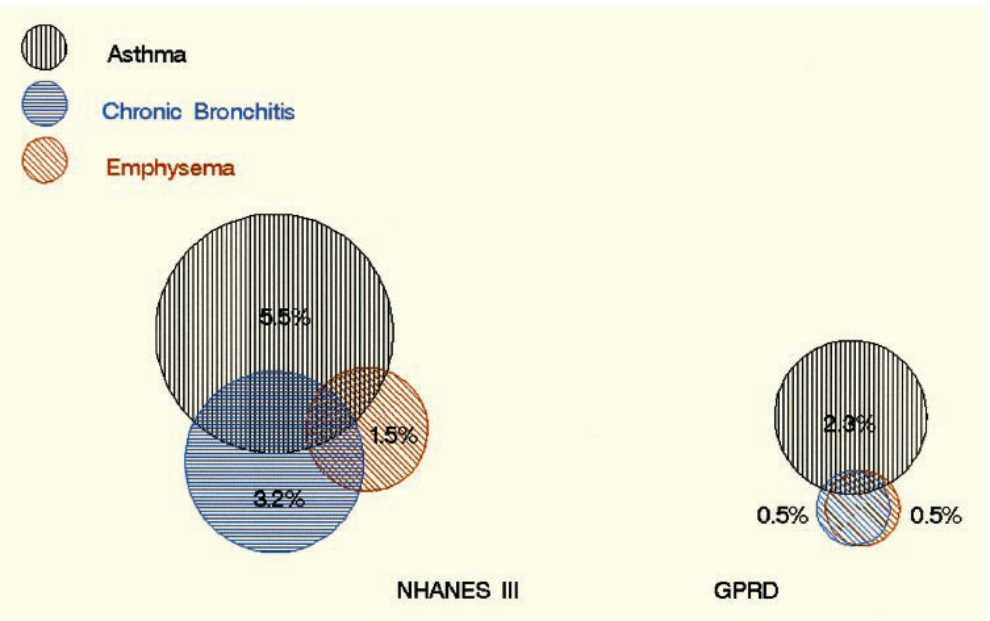 Asthma
Chronic Bronchitis
Emphysema
5.5%
1.5%
3.2%
2.3%
0.5% 0.5%
NHANES III GPRD